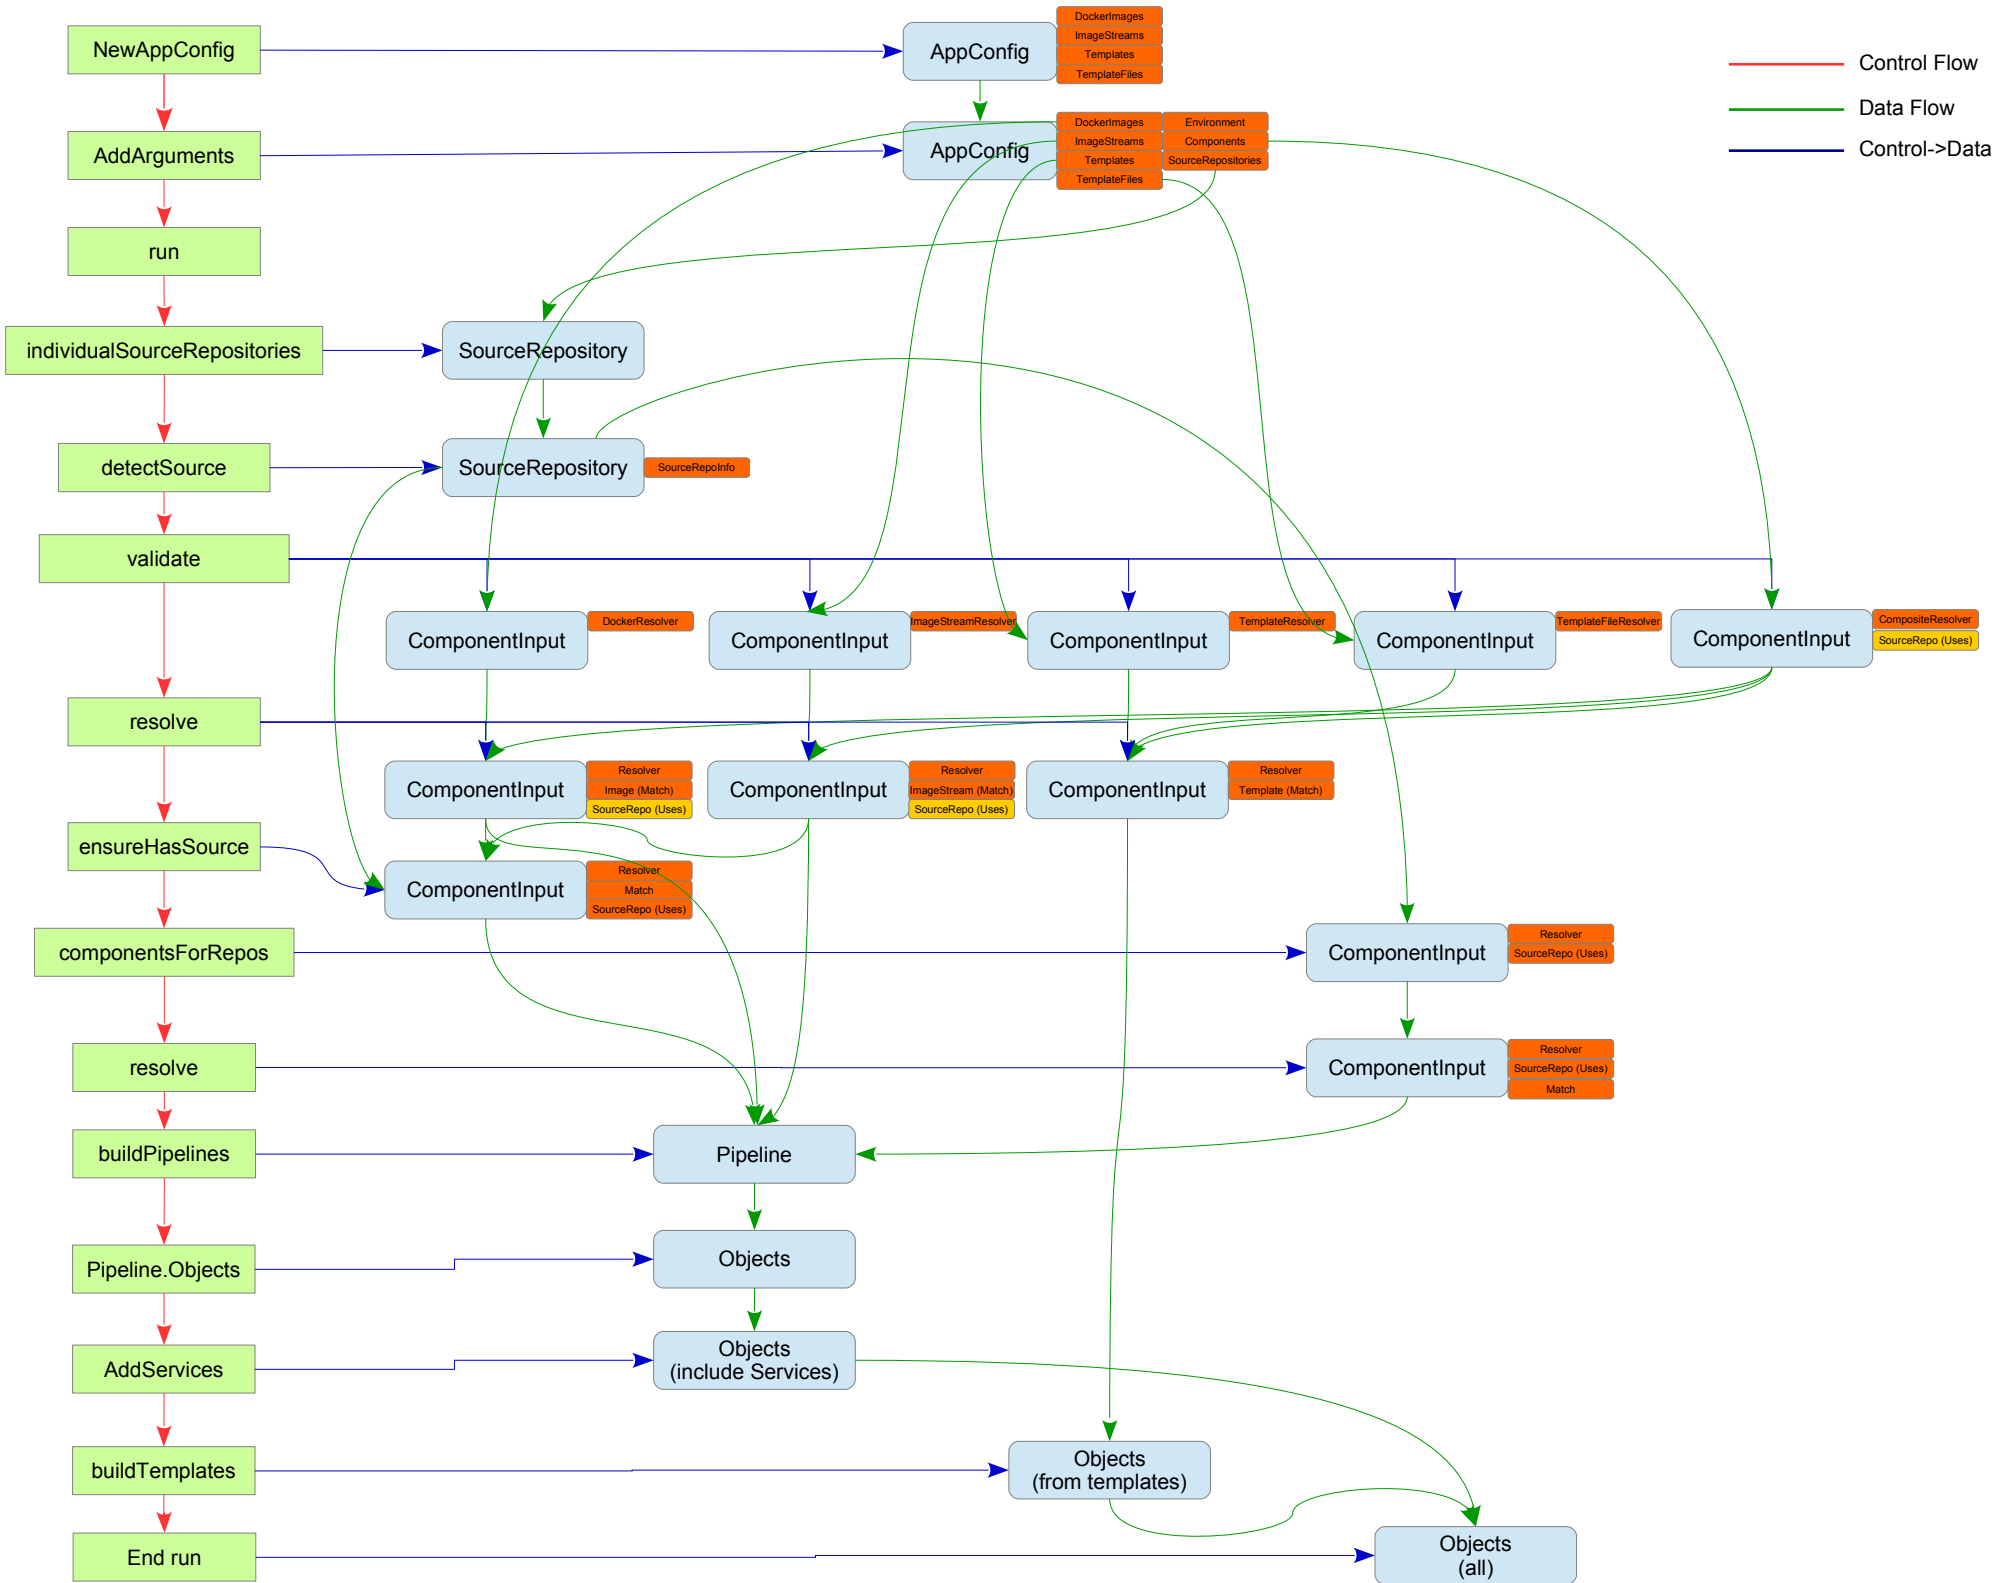 NewAppConfig
AppConfig
DockerImages
ImageStreams
Templates
TemplateFiles
Control Flow
Data Flow
Control->Data
AddArguments
AppConfig
DockerImages
Environment
ImageStreams
Components
Templates
SourceRepositories
TemplateFiles
run
individualSourceRepositories
SourceRepository
detectSource
SourceRepository
SourceRepoInfo
validate
ComponentInput
DockerResolver
ComponentInput
ImageStreamResolver
ComponentInput
TemplateResolver
ComponentInput
TemplateFileResolver
ComponentInput
CompositeResolver
SourceRepo (Uses)
resolve
ComponentInput
Resolver
Image (Match)
SourceRepo (Uses)
ComponentInput
Resolver
ImageStream (Match)
SourceRepo (Uses)
ComponentInput
Resolver
Template (Match)
ensureHasSource
ComponentInput
Resolver
Match
SourceRepo (Uses)
componentsForRepos
ComponentInput
Resolver
SourceRepo (Uses)
resolve
ComponentInput
Resolver
SourceRepo (Uses)
Match
buildPipelines
Pipeline
Pipeline.Objects
Objects
AddServices
Objects
(include Services)
buildTemplates
Objects
(from templates)
End run
Objects
(all)